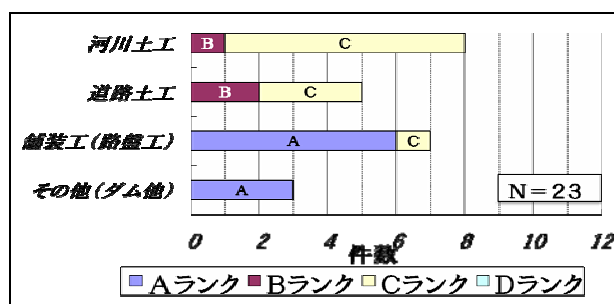 河川土工 B C
道路土工 B C
舗装工(路盤工) A C
その他(ダム他) A
N=23
0 2 4 6 8 10 12
件数
Aランク Bランク Cランク Dランク